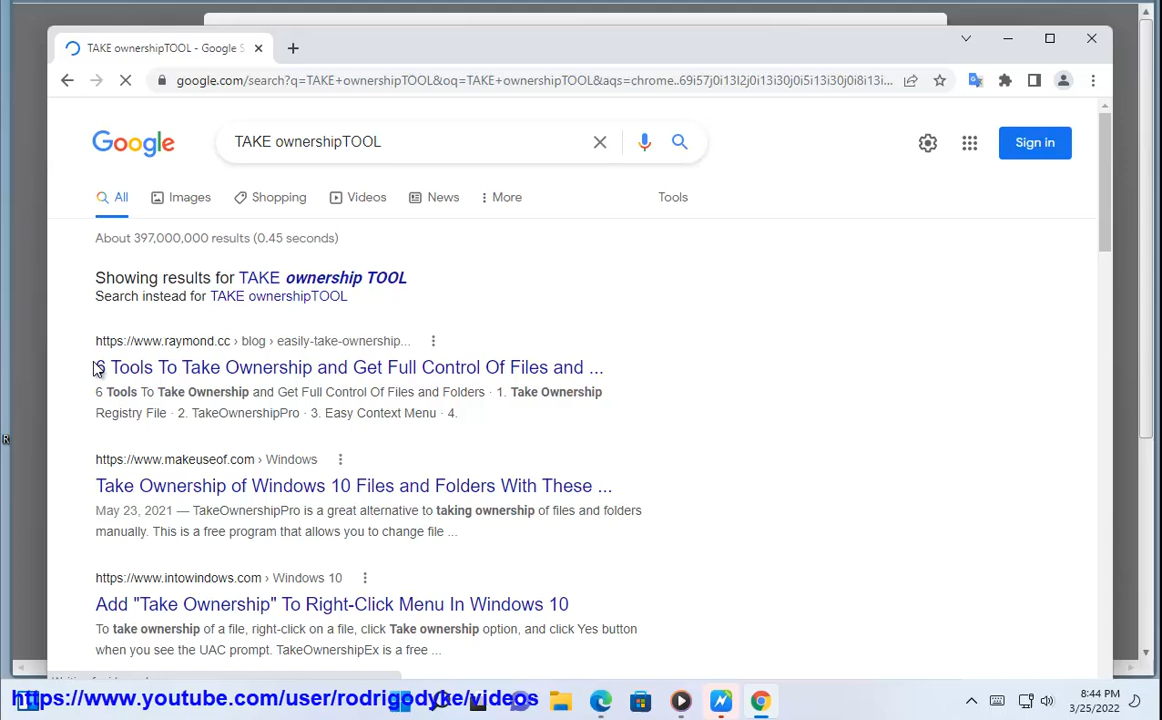 TAKE ownershipTOOL - Google S
google.com/search?q=TAKE+ownershipTOOL&oq=TAKE+ownershipTOOL&aqs=chrome..69i57j0i13l2j0i13i30j0i5i13i30j0i8i13i...
Google
TAKE ownershipTOOL
Sign in
All Images Shopping Videos News More Tools
About 397,000,000 results (0.45 seconds)
Showing results for TAKE ownership TOOL
Search instead for TAKE ownershipTOOL
https://www.raymond.cc › blog › easily-take-ownership...
6 Tools To Take Ownership and Get Full Control Of Files and ...
6 Tools To Take Ownership and Get Full Control Of Files and Folders · 1. Take Ownership
Registry File · 2. TakeOwnershipPro · 3. Easy Context Menu · 4.
https://www.makeuseof.com › Windows
Take Ownership of Windows 10 Files and Folders With These ...
May 23, 2021 — TakeOwnershipPro is a great alternative to taking ownership of files and folders
manually. This is a free program that allows you to change file ...
https://www.intowindows.com › Windows 10
Add "Take Ownership" To Right-Click Menu In Windows 10
To take ownership of a file, right-click on a file, click Take ownership option, and click Yes button
when you see the UAC prompt. TakeOwnershipEx is a free ...
https://www.youtube.com/user/rodrigodyke/videos
8:44 PM
3/25/2022